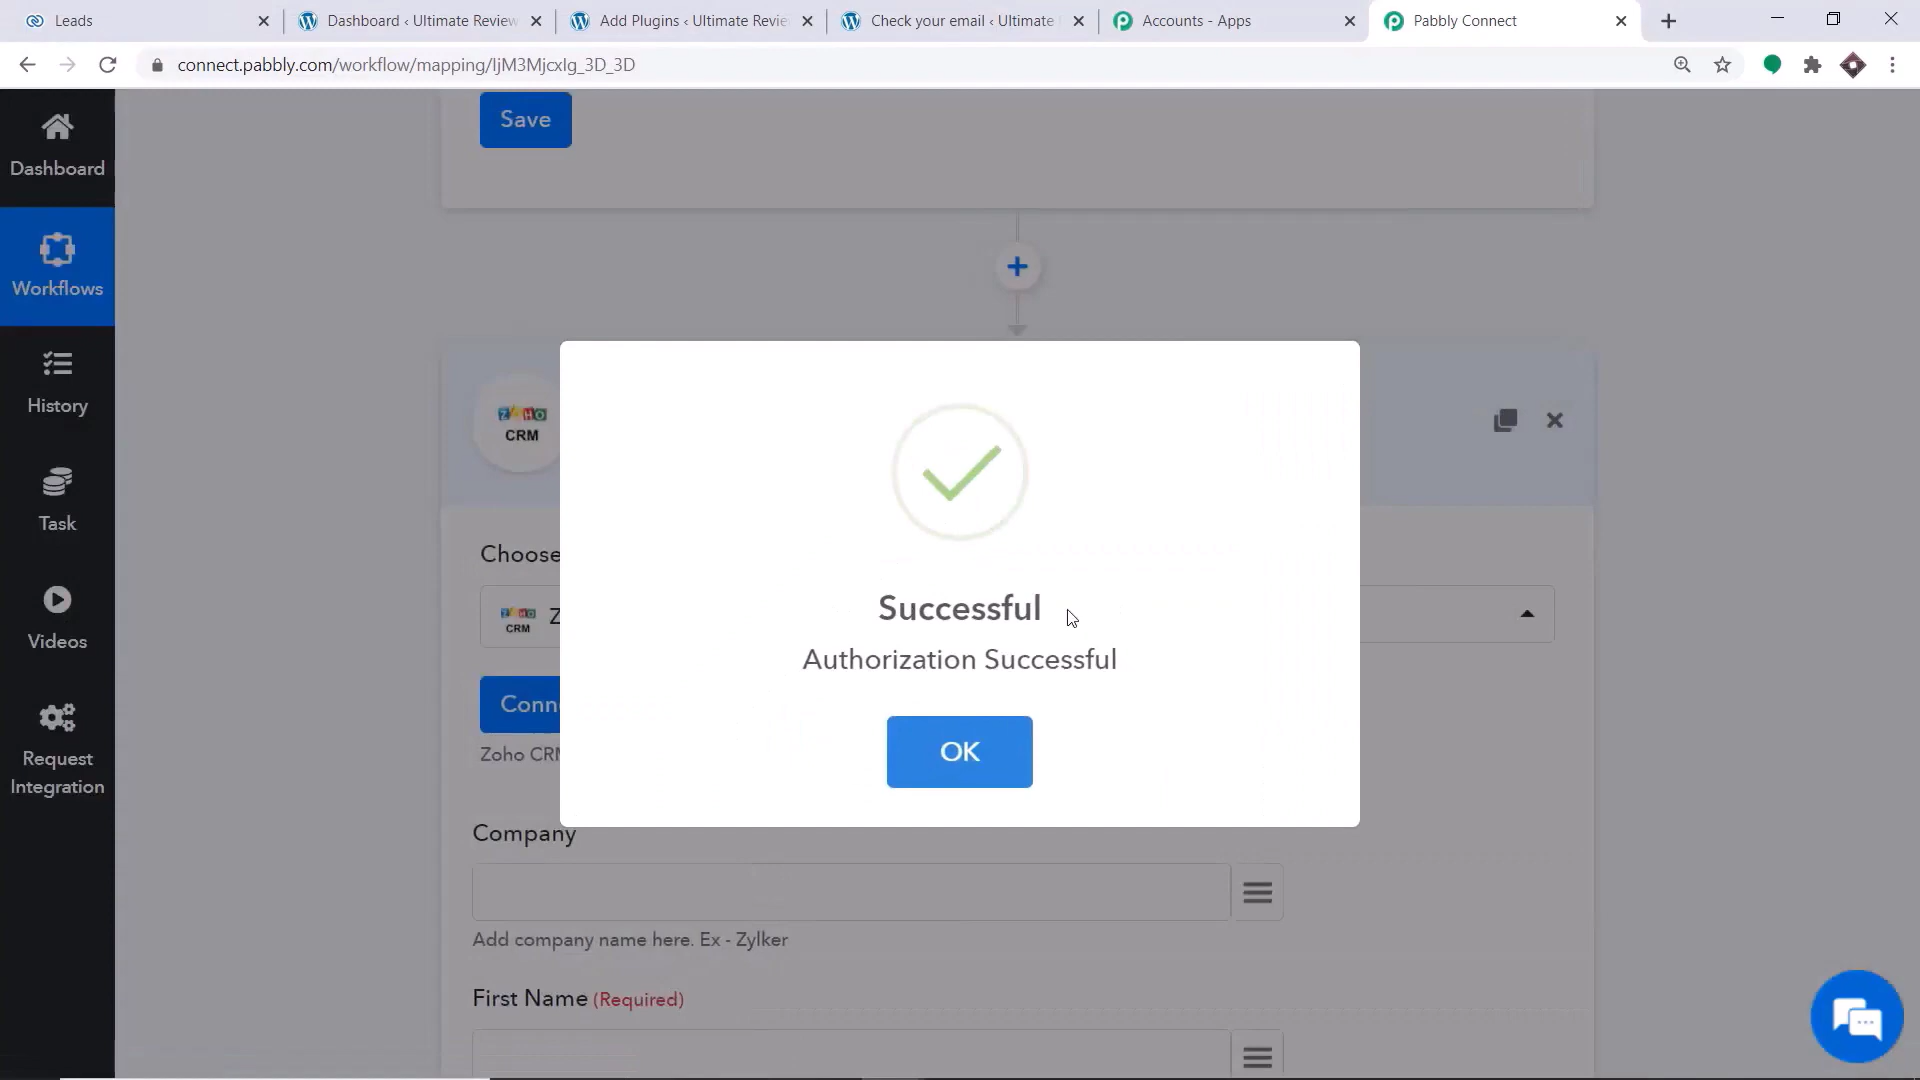 Leads
Dashboard ‹ Ultimate Review
Add Plugins ‹ Ultimate Revie
Check your email ‹ Ultimate
Accounts - Apps
Pabbly Connect
connect.pabbly.com/workflow/mapping/IjM3MjcxIg_3D_3D
Save
Dashboard
Workflows
History
Task
Videos
Request
Integration
ZOHO
CRM
Choose
ZOHO
CRM
Z
Conn
Zoho CRM
Successful
Authorization Successful
OK
Company
Add company name here. Ex - Zylker
First Name (Required)